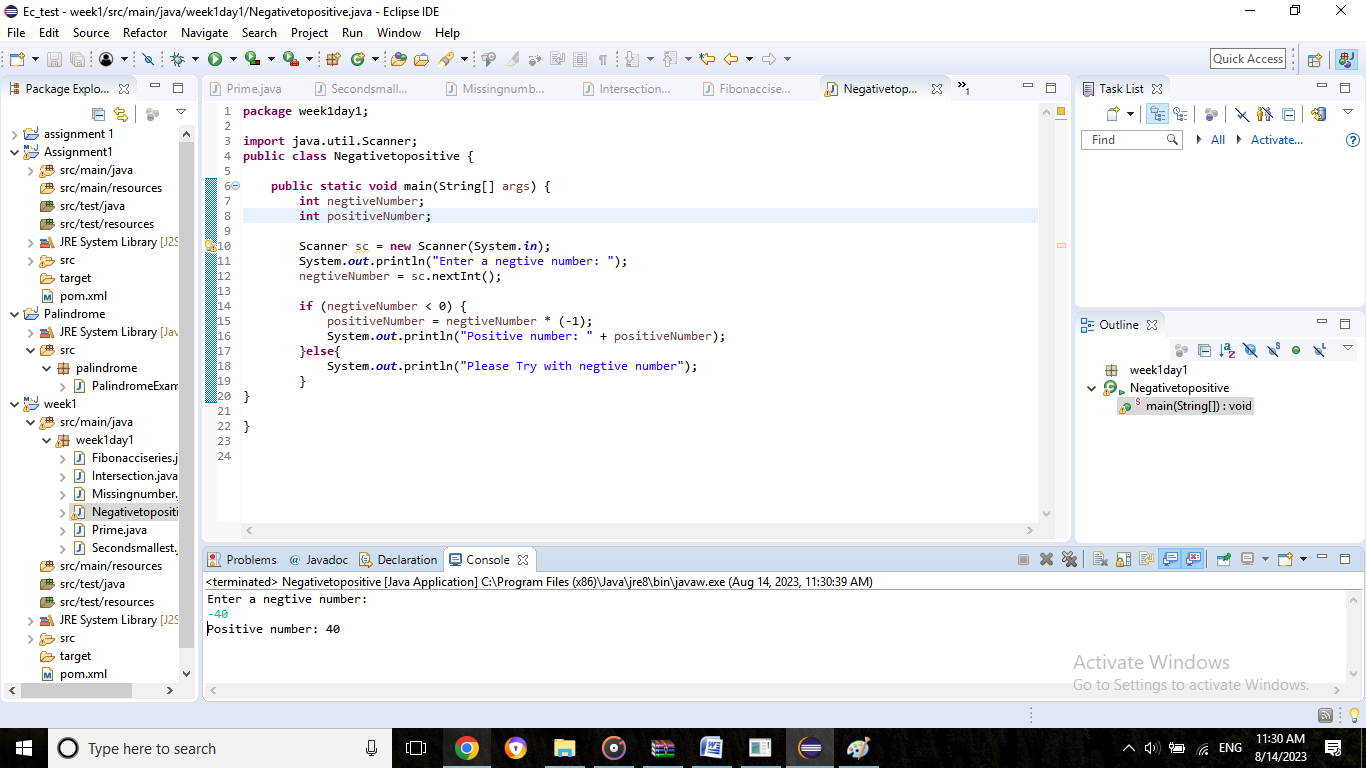 Ec_test - week1/src/main/java/week1day1/Negativetopositive.java - Eclipse IDE
File Edit Source Refactor Navigate Search Project Run Window Help
Quick Access
Package Explo...
assignment 1
Assignment1
src/main/java
src/main/resources
src/test/java
src/test/resources
JRE System Library [J2S
src
target
pom.xml
Palindrome
JRE System Library [Jav
src
palindrome
PalindromeExam
week1
src/main/java
week1day1
Fibonacciseries.j
Intersection.java
Missingnumber.
Negativetopositi
Prime.java
Secondsmallest.
src/main/resources
src/test/java
src/test/resources
JRE System Library [J2S
src
target
pom.xml
Prime.java Secondsmall... Missingnumb... Intersection... Fibonaccise... Negativetop... »1
1 package week1day1;
2
3 import java.util.Scanner;
4 public class Negativetopositive {
5
6 public static void main(String[] args) {
7 int negtiveNumber;
8 int positiveNumber;
9
10 Scanner sc = new Scanner(System.in);
11 System.out.println("Enter a negtive number: ");
12 negtiveNumber = sc.nextInt();
13
14 if (negtiveNumber < 0) {
15 positiveNumber = negtiveNumber * (-1);
16 System.out.println("Positive number: " + positiveNumber);
17 }else{
18 System.out.println("Please Try with negtive number");
19 }
20 }
21
22 }
23
24
Task List
Find All Activate...
Outline
week1day1
Negativetopositive
main(String[]) : void
Problems @ Javadoc Declaration Console
<terminated> Negativetopositive [Java Application] C:\Program Files (x86)\Java\jre8\bin\javaw.exe (Aug 14, 2023, 11:30:39 AM)
Enter a negtive number:
-40
Positive number: 40
Activate Windows
Go to Settings to activate Windows.
Type here to search
ENG
11:30 AM
8/14/2023